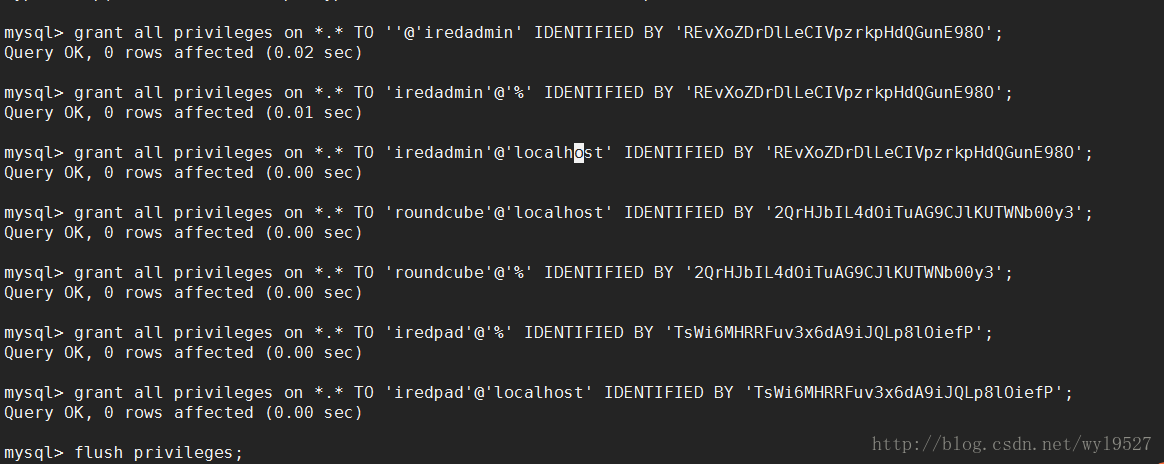 mysql> grant all privileges on *.* TO ''@'iredadmin' IDENTIFIED BY 'REvXoZDrDlLeCIVpzrkpHdQGunE98O';
Query OK, 0 rows affected (0.02 sec)
mysql> grant all privileges on *.* TO 'iredadmin'@'%' IDENTIFIED BY 'REvXoZDrDlLeCIVpzrkpHdQGunE98O';
Query OK, 0 rows affected (0.01 sec)
mysql> grant all privileges on *.* TO 'iredadmin'@'localhost' IDENTIFIED BY 'REvXoZDrDlLeCIVpzrkpHdQGunE98O';
Query OK, 0 rows affected (0.00 sec)
mysql> grant all privileges on *.* TO 'roundcube'@'localhost' IDENTIFIED BY '2QrHJbIL4dOiTuAG9CJlKUTWNb00y3';
Query OK, 0 rows affected (0.00 sec)
mysql> grant all privileges on *.* TO 'roundcube'@'%' IDENTIFIED BY '2QrHJbIL4dOiTuAG9CJlKUTWNb00y3';
Query OK, 0 rows affected (0.00 sec)
mysql> grant all privileges on *.* TO 'iredpad'@'%' IDENTIFIED BY 'TsWi6MHRRFuv3x6dA9iJQLp8lOiefP';
Query OK, 0 rows affected (0.00 sec)
mysql> grant all privileges on *.* TO 'iredpad'@'localhost' IDENTIFIED BY 'TsWi6MHRRFuv3x6dA9iJQLp8lOiefP';
Query OK, 0 rows affected (0.00 sec)
mysql> flush privileges;
http://blog.csdn.net/wyl9527